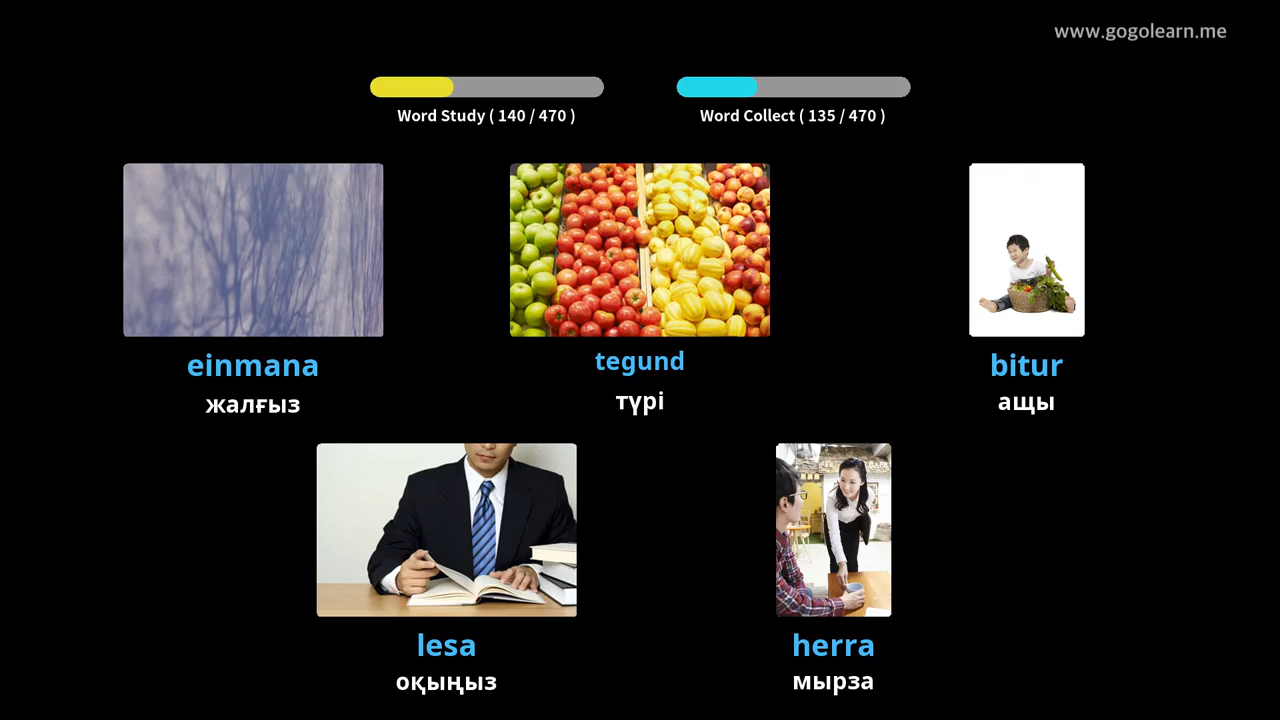 www.gogolearn.me
Word Study ( 140 / 470 )
Word Collect ( 135 / 470 )
einmana
жалғыз
tegund
түрі
bitur
ащы
lesa
оқыңыз
herra
мырза